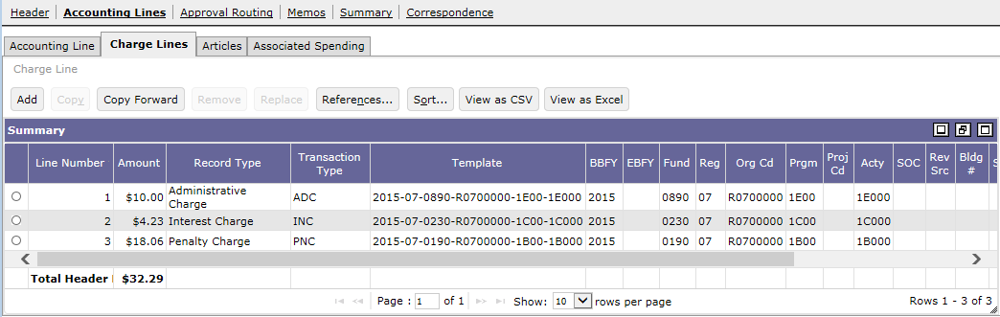 Header Accounting Lines Approval Routing Memos Summary Correspondence
Accounting Line Charge Lines Articles Associated Spending
Charge Line
Add Copy Copy Forward Remove Replace References... Sort... View as CSV View as Excel
Summary
Line Number Amount Record Type Transaction Type Template BBFY EBFY Fund Reg Org Cd Prgm Proj Cd Acty SOC Rev Src Bldg # S
1 $10.00 Administrative Charge ADC 2015-07-0890-R0700000-1E00-1E000 2015 0890 07 R0700000 1E00 1E000
2 $4.23 Interest Charge INC 2015-07-0230-R0700000-1C00-1C000 2015 0230 07 R0700000 1C00 1C000
3 $18.06 Penalty Charge PNC 2015-07-0190-R0700000-1B00-1B000 2015 0190 07 R0700000 1B00 1B000
Total Header $32.29
Page : 1 of 1 Show: 10 rows per page Rows 1 - 3 of 3